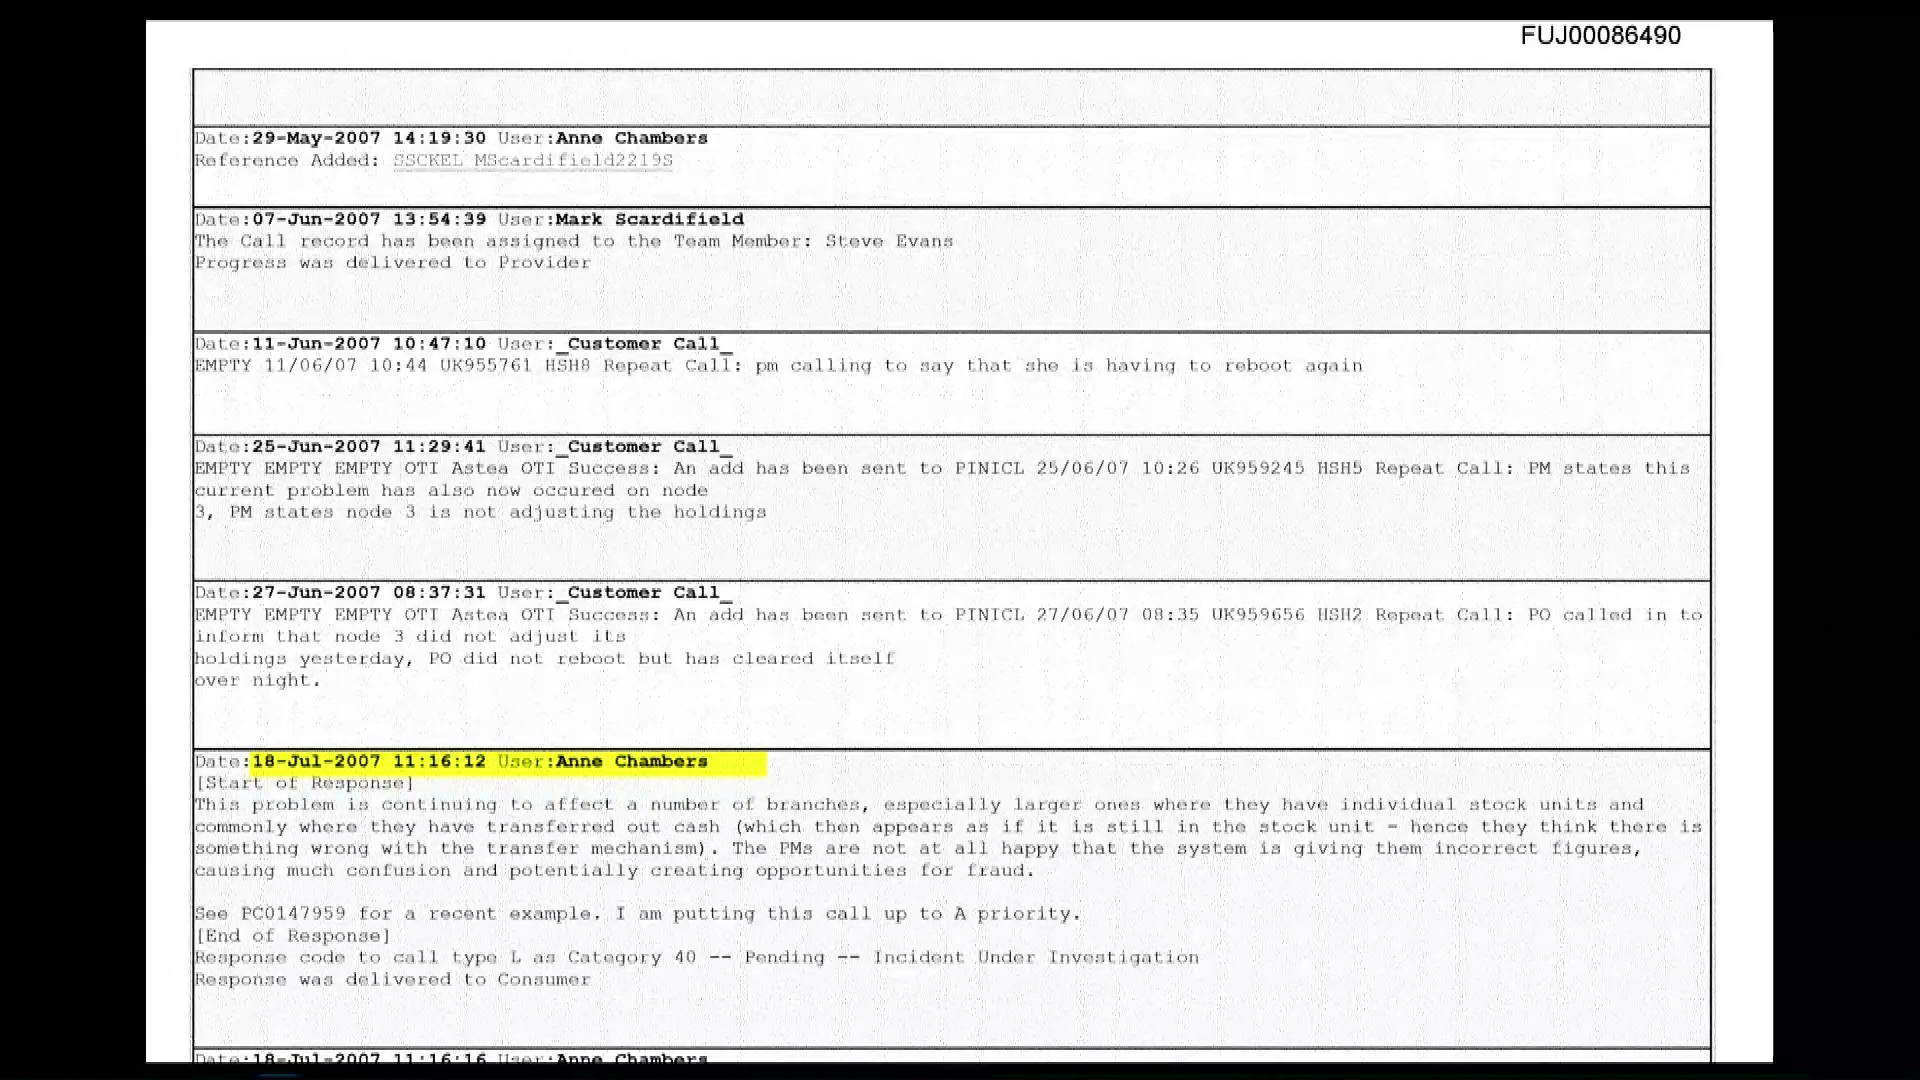 FUJ00086490
Date:29-May-2007 14:19:30 User:Anne Chambers
Reference Added: SSCKEL MScardifield2219S
Date:07-Jun-2007 13:54:39 User:Mark Scardifield
The Call record has been assigned to the Team Member: Steve Evans
Progress was delivered to Provider
Date:11-Jun-2007 10:47:10 User:_Customer Call_
EMPTY 11/06/07 10:44 UK955761 HSH8 Repeat Call: pm calling to say that she is having to reboot again
Date:25-Jun-2007 11:29:41 User:_Customer Call_
EMPTY EMPTY EMPTY OTI Astea OTI Success: An add has been sent to PINICL 25/06/07 10:26 UK959245 HSH5 Repeat Call: PM states this
current problem has also now occured on node
3, PM states node 3 is not adjusting the holdings
Date:27-Jun-2007 08:37:31 User:_Customer Call_
EMPTY EMPTY EMPTY OTI Astea OTI Success: An add has been sent to PINICL 27/06/07 08:35 UK959656 HSH2 Repeat Call: PO called in to
inform that node 3 did not adjust its
holdings yesterday, PO did not reboot but has cleared itself
over night.
Date:18-Jul-2007 11:16:12 User:Anne Chambers
[Start of Response]
This problem is continuing to affect a number of branches, especially larger ones where they have individual stock units and
commonly where they have transferred out cash (which then appears as if it is still in the stock unit - hence they think there is
something wrong with the transfer mechanism). The PMs are not at all happy that the system is giving them incorrect figures,
causing much confusion and potentially creating opportunities for fraud.
See PC0147959 for a recent example. I am putting this call up to A priority.
[End of Response]
Response code to call type L as Category 40 -- Pending -- Incident Under Investigation
Response was delivered to Consumer
Date:18-Jul-2007 11:16:16 User:Anne Chambers